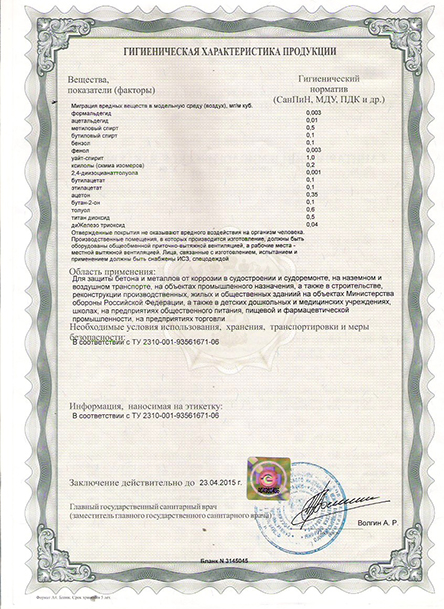 ГИГИЕНИЧЕСКАЯ ХАРАКТЕРИСТИКА ПРОДУКЦИИ
Вещества, показатели (факторы)
Гигиенический норматив (СанПиН, МДУ, ПДК и др.)
Миграция вредных веществ в модельную среду (воздух), мг/м куб.
формальдегид 0,003
ацетальдегид 0,01
метиловый спирт 0,5
бутиловый спирт 0,1
бензол 0,1
фенол 0,003
уайт-спирит 1,0
ксилолы (смма изомеров) 0,2
2,4-диизоцианаттолуола 0,001
бутилацетат 0,1
этилацетат 0,1
ацетон 0,35
бутан-2-он 0,1
толуол 0,6
титан диоксид 0,5
диЖелезо триоксид 0,04
Отвержденные покрытия не оказывают вредного воздействия на организм человека.
Производственные помещения, в которых производится изготовление, должны быть
оборудованы общеобменной приточно-вытяжной вентиляцией, а рабочие места -
местной вытяжной вентиляцией. Лица, связанные с изготовлением, испытанием и
применением должны быть снабжены ИСЗ, спецодеждой
Область применения:
Для защиты бетона и металлов от коррозии в судостроении и судоремонте, на наземном и
воздушном транспорте, на объектах промышленного назначения, а также в строительстве,
реконструкции производственных, жилых и общественных зданий на объектах Министерства
обороны Российской Федерации, а также в детских дошкольных и медицинских учреждениях,
школах, на предприятиях общественного питания, пищевой и фармацевтической
промышленности, на предприятиях торговли
Необходимые условия использования, хранения, транспортировки и меры
безопасности:
В соответствии с ТУ 2310-001-93561671-06
Информация, наносимая на этикетку:
В соответствии с ТУ 2310-001-93561671-06
Заключение действительно до 23.04.2015 г.
Главный государственный санитарный врач
(заместитель главного государственного санитарного врача)
Волгин А. Р.
Бланк N 3145045